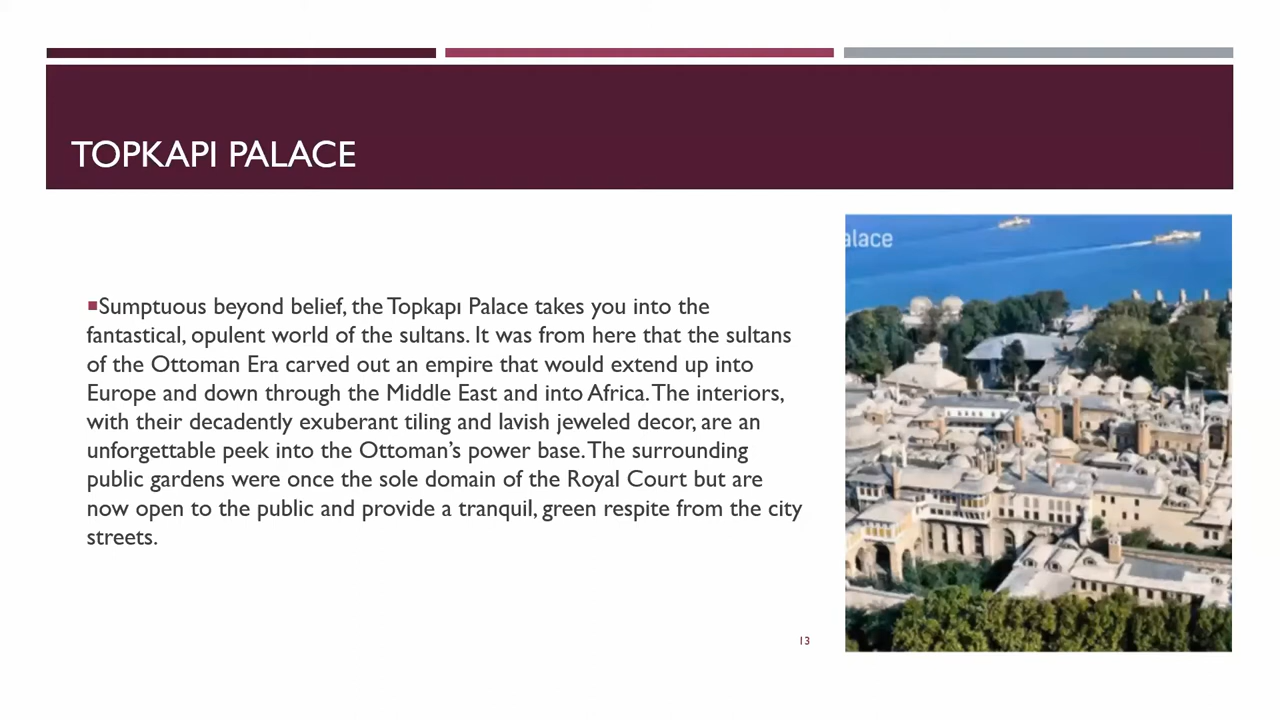 TOPKAPI PALACE
alace
▪Sumptuous beyond belief, the Topkapı Palace takes you into the
fantastical, opulent world of the sultans. It was from here that the sultans
of the Ottoman Era carved out an empire that would extend up into
Europe and down through the Middle East and into Africa. The interiors,
with their decadently exuberant tiling and lavish jeweled decor, are an
unforgettable peek into the Ottoman’s power base. The surrounding
public gardens were once the sole domain of the Royal Court but are
now open to the public and provide a tranquil, green respite from the city
streets.
13